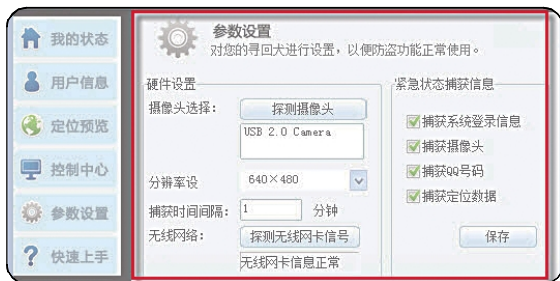 我的状态
用户信息
定位预览
控制中心
参数设置
快速上手
参数设置
对您的寻回犬进行设置，以便防盗功能正常使用。
硬件设置
摄像头选择： 探测摄像头
USB 2.0 Camera
分辨率设 640×480
捕获时间间隔： 1 分钟
无线网络： 探测无线网卡信号
无线网卡信息正常
紧急状态捕获信息
捕获系统登录信息
捕获摄像头
捕获QQ号码
捕获定位数据
保存